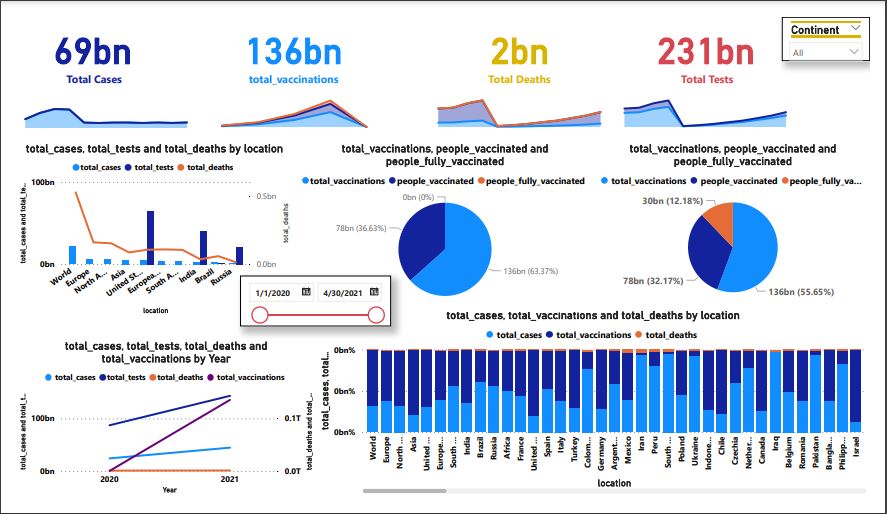 69bn
Total Cases
136bn
total_vaccinations
2bn
Total Deaths
231bn
Total Tests
Continent
All
total_cases, total_tests and total_deaths by location
total_cases total_tests total_deaths
100bn
0bn
0.5bn
0.0bn
total_cases and total_te...
total_deaths
World
Europe
North A...
Asia
United St...
Europea...
South A...
India
Brazil
Russia
location
total_vaccinations, people_vaccinated and
people_fully_vaccinated
total_vaccinations people_vaccinated people_fully_vaccinated
0bn (0%)
78bn (36.63%)
136bn (63.37%)
total_vaccinations, people_vaccinated and
people_fully_vaccinated
total_vaccinations people_vaccinated people_fully_va...
30bn (12.18%)
78bn (32.17%)
136bn (55.65%)
1/1/2020
4/30/2021
total_cases, total_tests, total_deaths and
total_vaccinations by Year
total_cases total_tests total_deaths total_vaccinations
100bn
0bn
0.1T
0.0T
total_cases, total_t...
total_deaths and total_...
2020
2021
Year
total_cases, total_vaccinations and total_deaths by location
total_cases total_vaccinations total_deaths
0bn%
0bn%
0bn%
total_cases, total...
World
Europe
North ...
Asia
United ...
Europe...
South ...
India
Brazil
Russia
Africa
France
United ...
Spain
Italy
Turkey
Colom...
Germany
Argent...
Mexico
Iran
Peru
South ...
Poland
Ukraine
Indone...
Chile
Czechia
Nether...
Canada
Iraq
Belgium
Romania
Pakistan
Bangla...
Philipp...
Israel
location